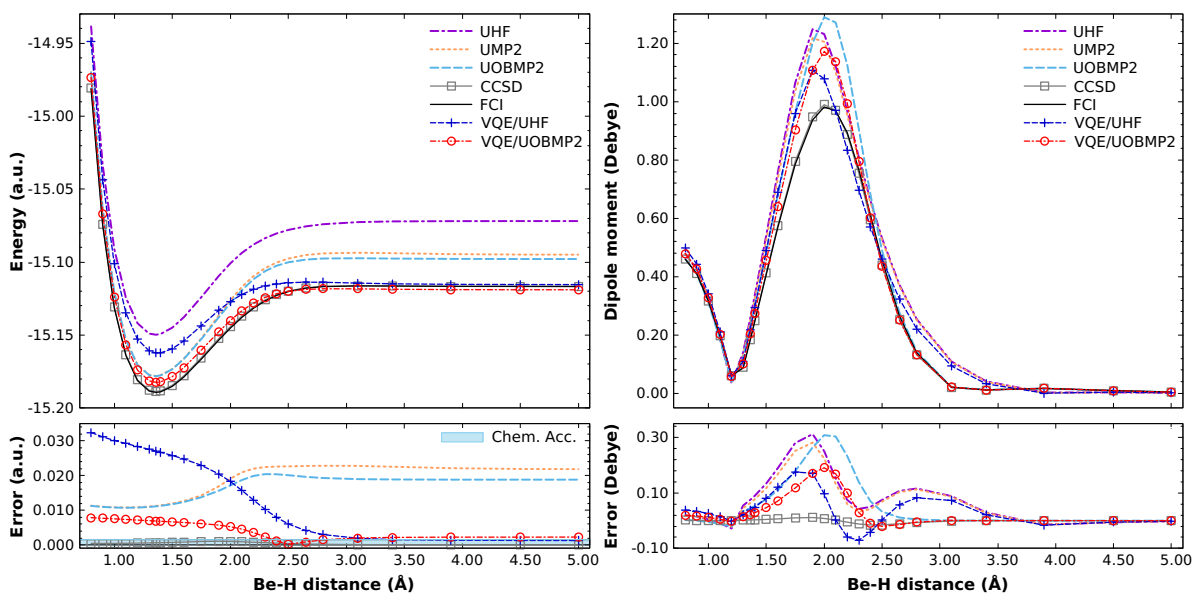 -14.95
-15.00
-15.05
-15.10
-15.15
-15.20
Energy (a.u.)
UHF
UMP2
UOBMP2
CCSD
FCI
VQE/UHF
VQE/UOBMP2
0.030
0.020
0.010
0.000
Error (a.u.)
Chem. Acc.
1.00 1.50 2.00 2.50 3.00 3.50 4.00 4.50 5.00
Be-H distance (Å)
1.20
1.00
0.80
0.60
0.40
0.20
0.00
Dipole moment (Debye)
UHF
UMP2
UOBMP2
CCSD
FCI
VQE/UHF
VQE/UOBMP2
0.30
0.10
-0.10
Error (Debye)
1.00 1.50 2.00 2.50 3.00 3.50 4.00 4.50 5.00
Be-H distance (Å)